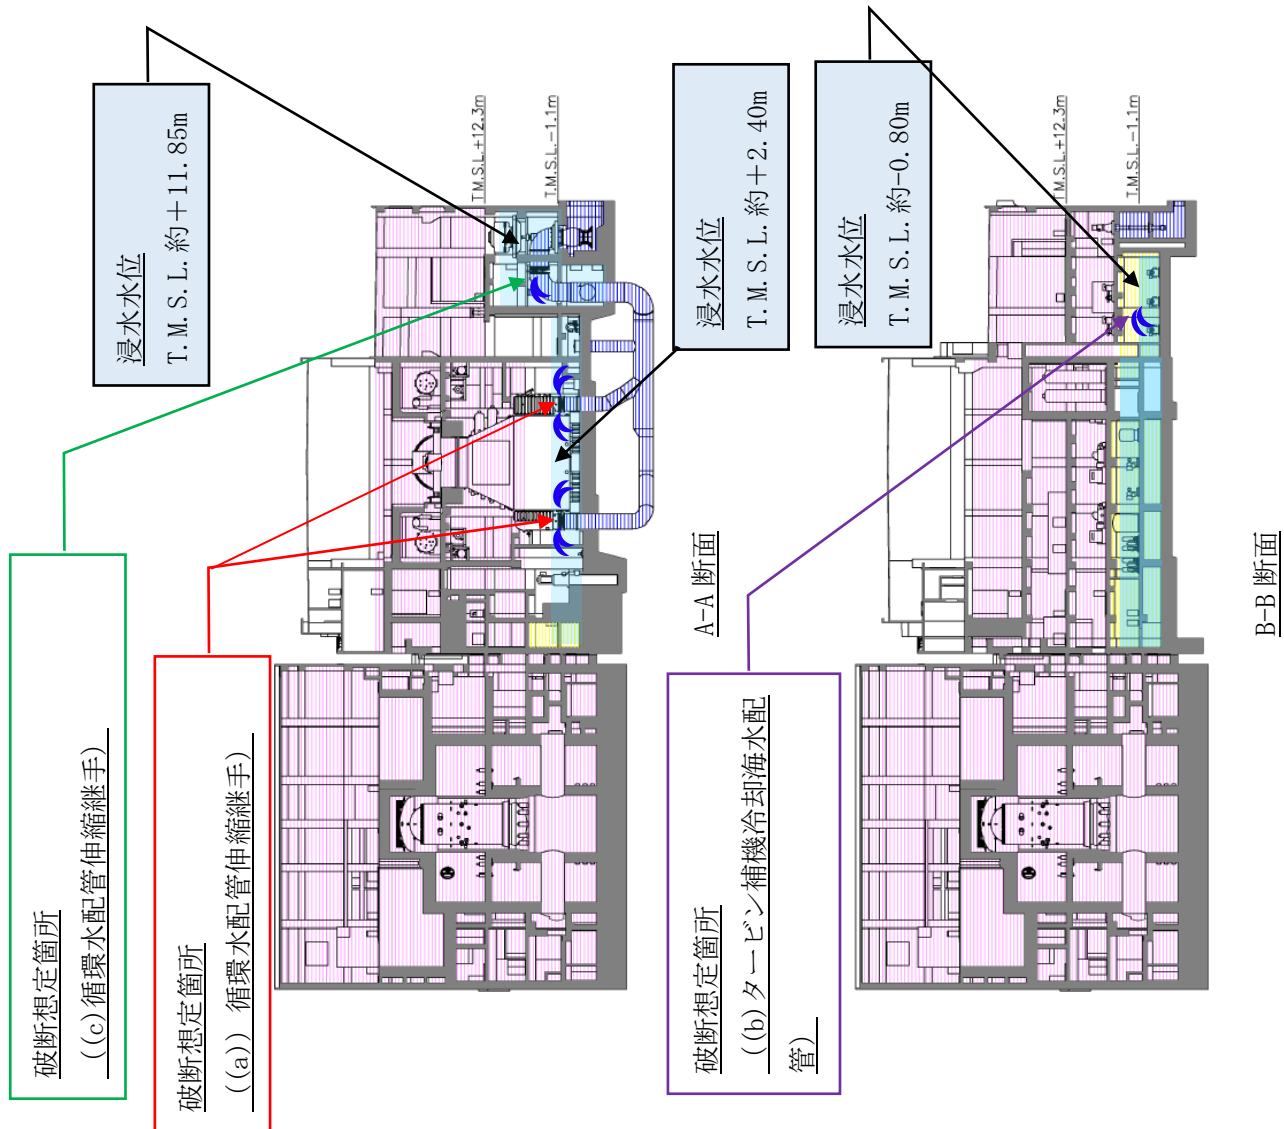 浸水水位
T.M.S.L.約＋11.85m
T.M.S.L.+12.3m
T.M.S.L.−1.1m
破断想定箇所
((c)循環水配管伸縮継手)
破断想定箇所
((a)) 循環水配管伸縮継手)
浸水水位
T.M.S.L.約＋2.40m
A-A 断面
浸水水位
T.M.S.L.約-0.80m
T.M.S.L.+12.3m
T.M.S.L.−1.1m
破断想定箇所
((b)タービン補機冷却海水配
管)
B-B 断面